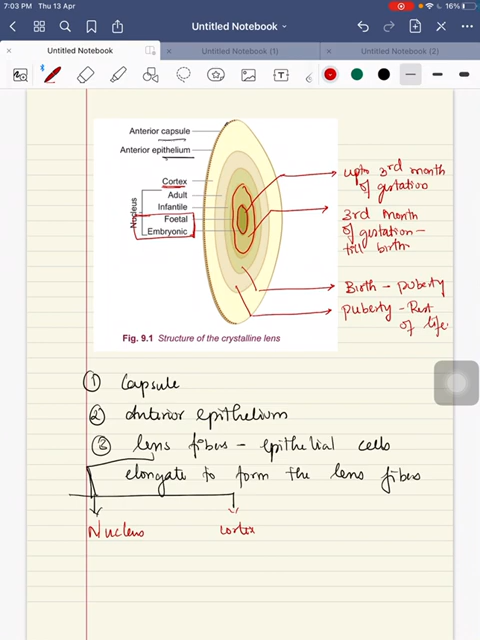 7:03 PM Thu 13 Apr
16%
Untitled Notebook
Untitled Notebook
Untitled Notebook (1)
Untitled Notebook (2)
Anterior capsule
Anterior epithelium
Cortex
Nucleus
Adult
Infantile
Foetal
Embryonic
upto 3rd month
of gestation
3rd month
of gestation -
till birth
Birth - puberty
puberty - Rest
of life
Fig. 9.1 Structure of the crystalline lens
① Capsule
② Anterior epithelium
③ lens fibers - epithelial cells
elongate to form the lens fibers
Nucleus
cortex